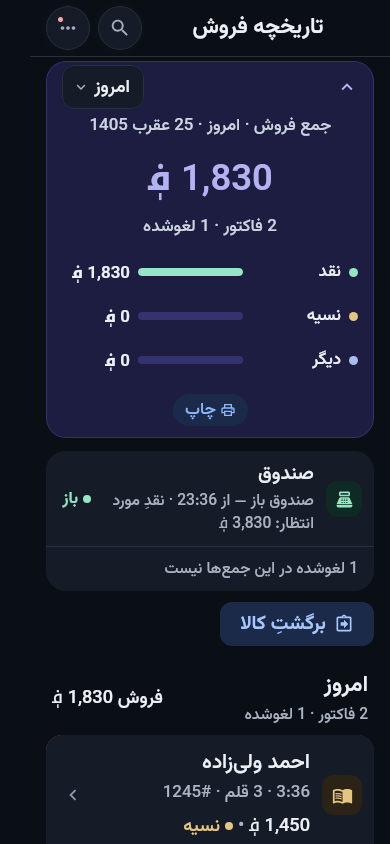 تاریخچه فروش
امروز
جمع فروش · امروز · 25 عقرب 1405
1,830 ؋
2 فاکتور · 1 لغوشده
نقد 1,830 ؋
نسیه 0 ؋
دیگر 0 ؋
چاپ
صندوق
صندوق باز — از 23:36 · نقدِ مورد
انتظار: 3,830 ؋
باز
1 لغوشده در این جمع‌ها نیست
برگشتِ کالا
امروز
فروش 1,830 ؋
2 فاکتور · 1 لغوشده
احمد ولی‌زاده
3:36 · 3 قلم · #1245
1,450 ؋ • نسیه